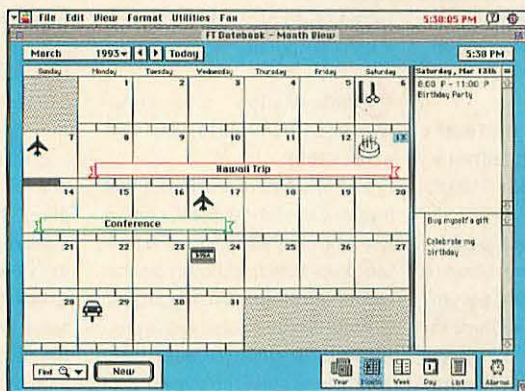 File Edit View Format Utilities Fax 5:38:05 PM
FT Datebook - Month View
March 1993 Today 5:38 PM
Sunday Monday Tuesday Wednesday Thursday Friday Saturday
Saturday, Mar 13th
1 2 3 4 5 6
8:00 P - 11:00 P
Birthday Party
7 8 9 10 11 12 13
Hawaii Trip
14 15 16 17 18 19 20
Conference
Buy myself a gift
Celebrate my
birthday
21 22 23 24 25 26 27
28 29 30 31
Find New
Year Month Week Day List Alarms